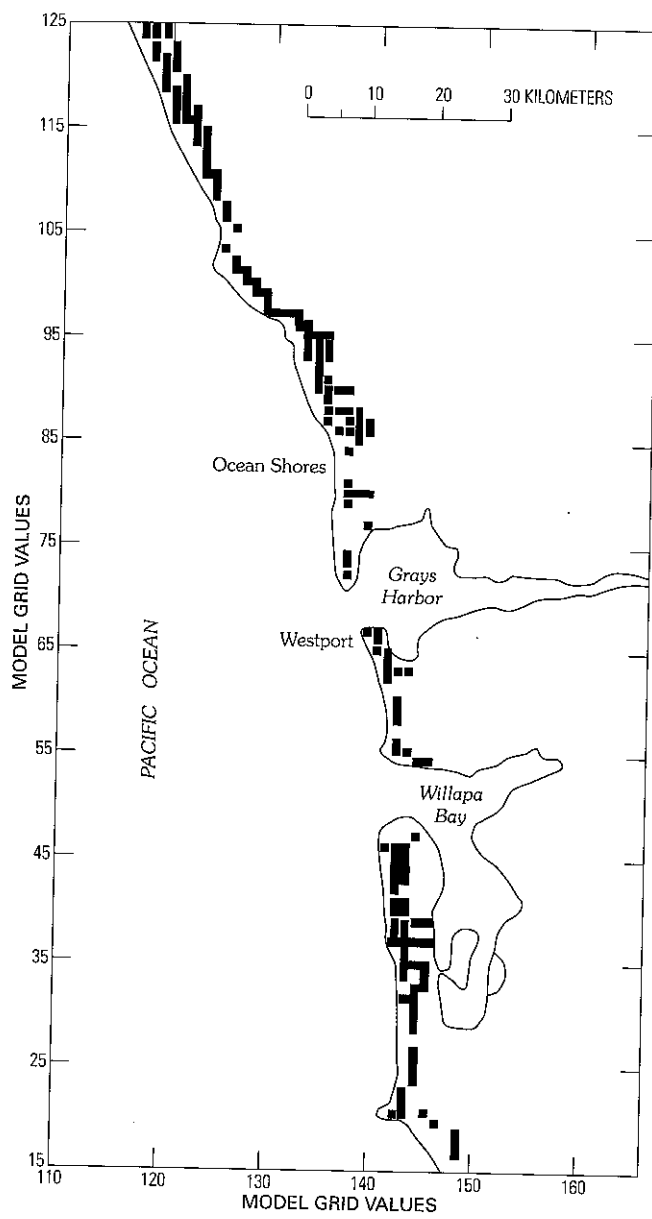 125
115
105
95
85
75
65
55
45
35
25
15
MODEL GRID VALUES
0 10 20 30 KILOMETERS
Ocean Shores
Grays
Harbor
Westport
PACIFIC OCEAN
Willapa
Bay
110 120 130 140 150 160
MODEL GRID VALUES